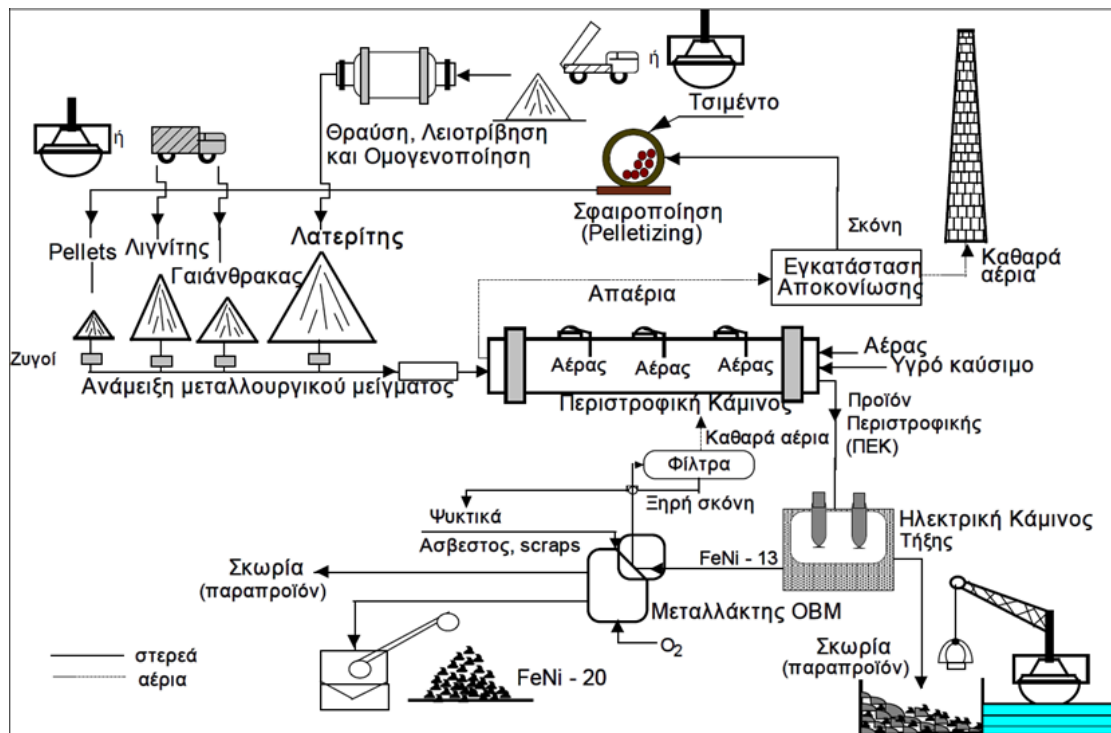 ή
ή
Τσιμέντο
Θραύση, Λειοτρίβηση
και Ομογενοποίηση
Σφαιροποίηση
(Pelletizing)
Σκόνη
Pellets
Λιγνίτης
Γαιάνθρακας
Λατερίτης
Εγκατάσταση
Αποκονίωσης
Καθαρά
αέρια
Απαέρια
Ζυγοί
Ανάμειξη μεταλλουργικού μείγματος
Αέρας
Αέρας
Αέρας
Αέρας
Υγρό καύσιμο
Περιστροφική Κάμινος
Προϊόν
Περιστροφικής
(ΠΕΚ)
Καθαρά αέρια
Φίλτρα
Ξηρή σκόνη
Ψυκτικά
Ασβεστος, scraps
Ηλεκτρική Κάμινος
Τήξης
FeNi - 13
Σκωρία
(παραπροϊόν)
Μεταλλάκτης OBM
O2
Σκωρία
(παραπροϊόν)
FeNi - 20
στερεά
αέρια